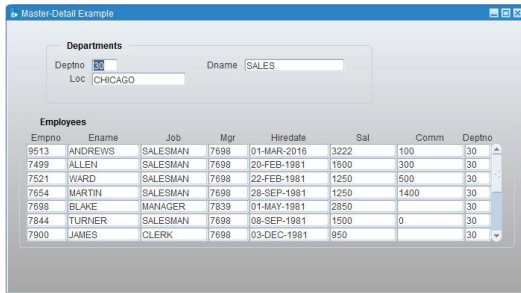 Master-Detail Example
Departments
Deptno 30 Dname SALES
Loc CHICAGO
Employees
Empno Ename Job Mgr Hiredate Sal Comm Deptno
9513 ANDREWS SALESMAN 7698 01-MAR-2016 3222 100 30
7499 ALLEN SALESMAN 7698 20-FEB-1981 1600 300 30
7521 WARD SALESMAN 7698 22-FEB-1981 1250 500 30
7654 MARTIN SALESMAN 7698 28-SEP-1981 1250 1400 30
7698 BLAKE MANAGER 7839 01-MAY-1981 2850 30
7844 TURNER SALESMAN 7698 08-SEP-1981 1500 0 30
7900 JAMES CLERK 7698 03-DEC-1981 950 30